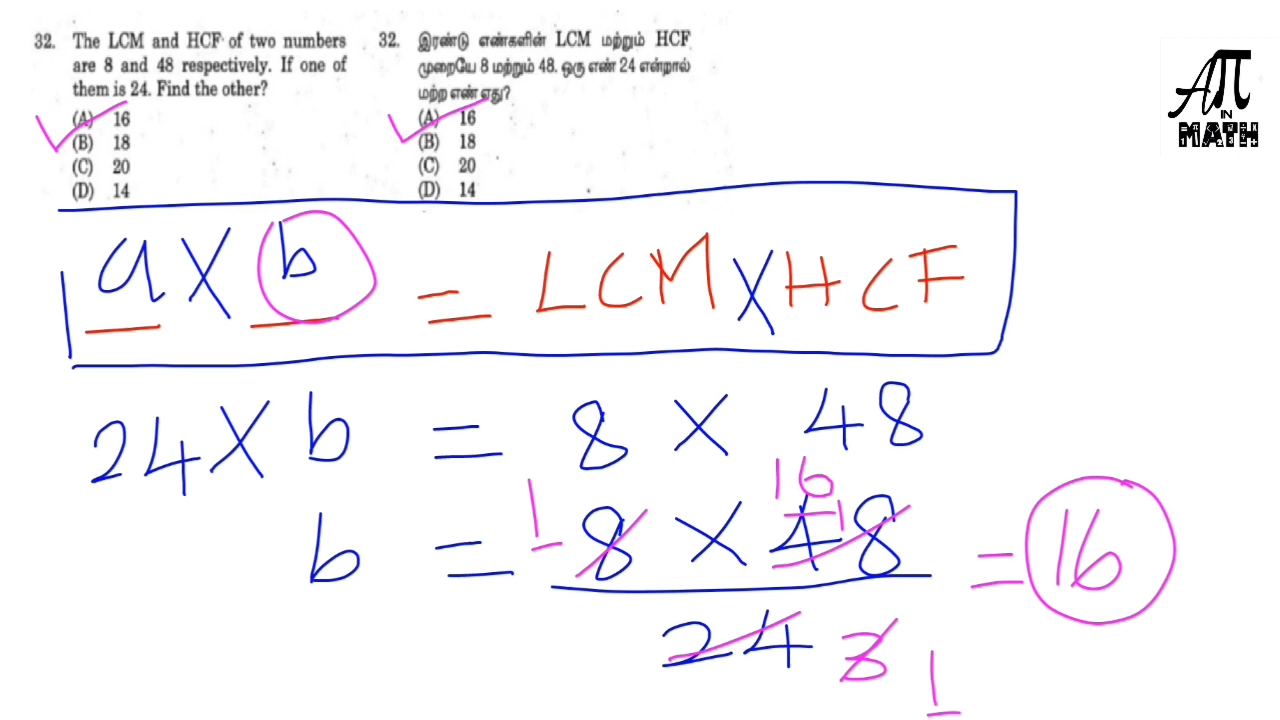 32. The LCM and HCF of two numbers
are 8 and 48 respectively. If one of
them is 24. Find the other?
(A) 16
(B) 18
(C) 20
(D) 14
32. இரண்டு எண்களின் LCM மற்றும் HCF
முறையே 8 மற்றும் 48. ஒரு எண் 24 என்றால்
மற்ற எண் எது?
(A) 16
(B) 18
(C) 20
(D) 14
Aπ
IN
MATH
a X b = LCM X HCF
24 X b = 8 X 48
1 16
b = 8 X 48 = 16
24 3
1